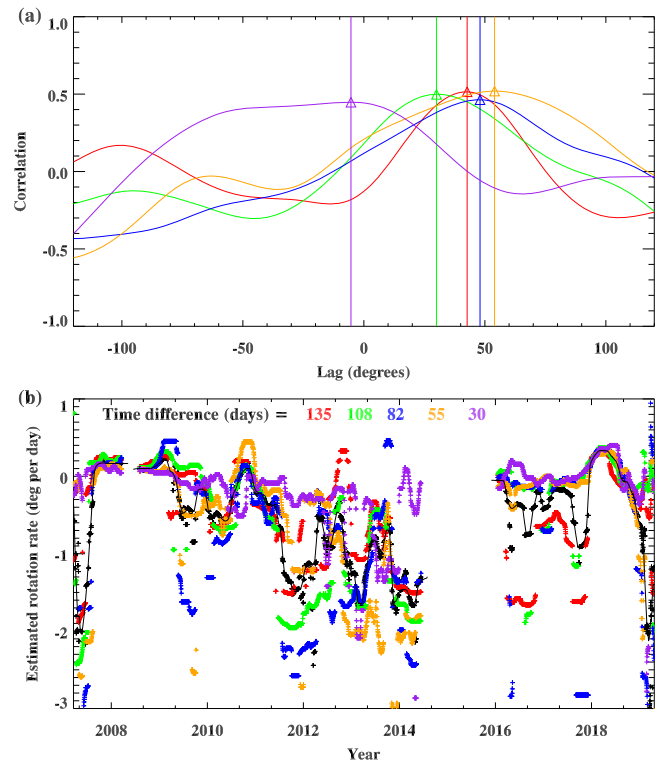 (a)
1.0
0.5
0.0
-0.5
-1.0
Correlation
-100 -50 0 50 100
Lag (degrees)
(b)
1
0
-1
-2
-3
Estimated rotation rate (deg per day)
Time difference (days) = 135 108 82 55 30
2008 2010 2012 2014 2016 2018
Year